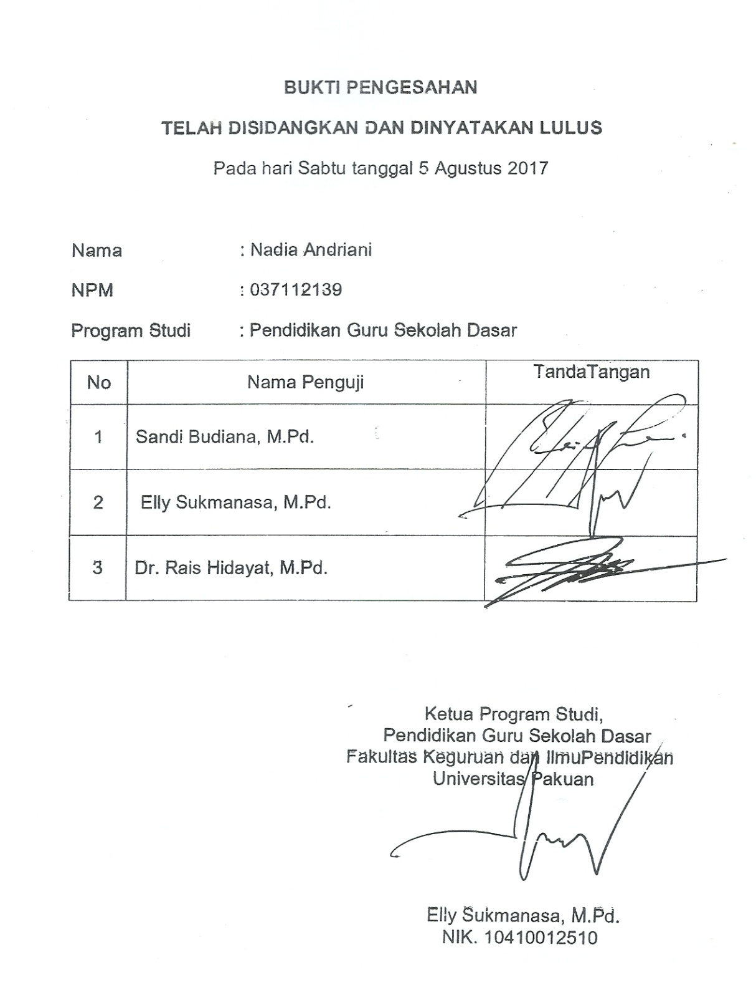 BUKTI PENGESAHAN
TELAH DISIDANGKAN DAN DINYATAKAN LULUS
Pada hari Sabtu tanggal 5 Agustus 2017
Nama : Nadia Andriani
NPM : 037112139
Program Studi : Pendidikan Guru Sekolah Dasar
No Nama Penguji TandaTangan
1 Sandi Budiana, M.Pd.
2 Elly Sukmanasa, M.Pd.
3 Dr. Rais Hidayat, M.Pd.
Ketua Program Studi,
Pendidikan Guru Sekolah Dasar
Fakultas Keguruan dan IlmuPendidikan
Universitas Pakuan
Elly Sukmanasa, M.Pd.
NIK. 10410012510